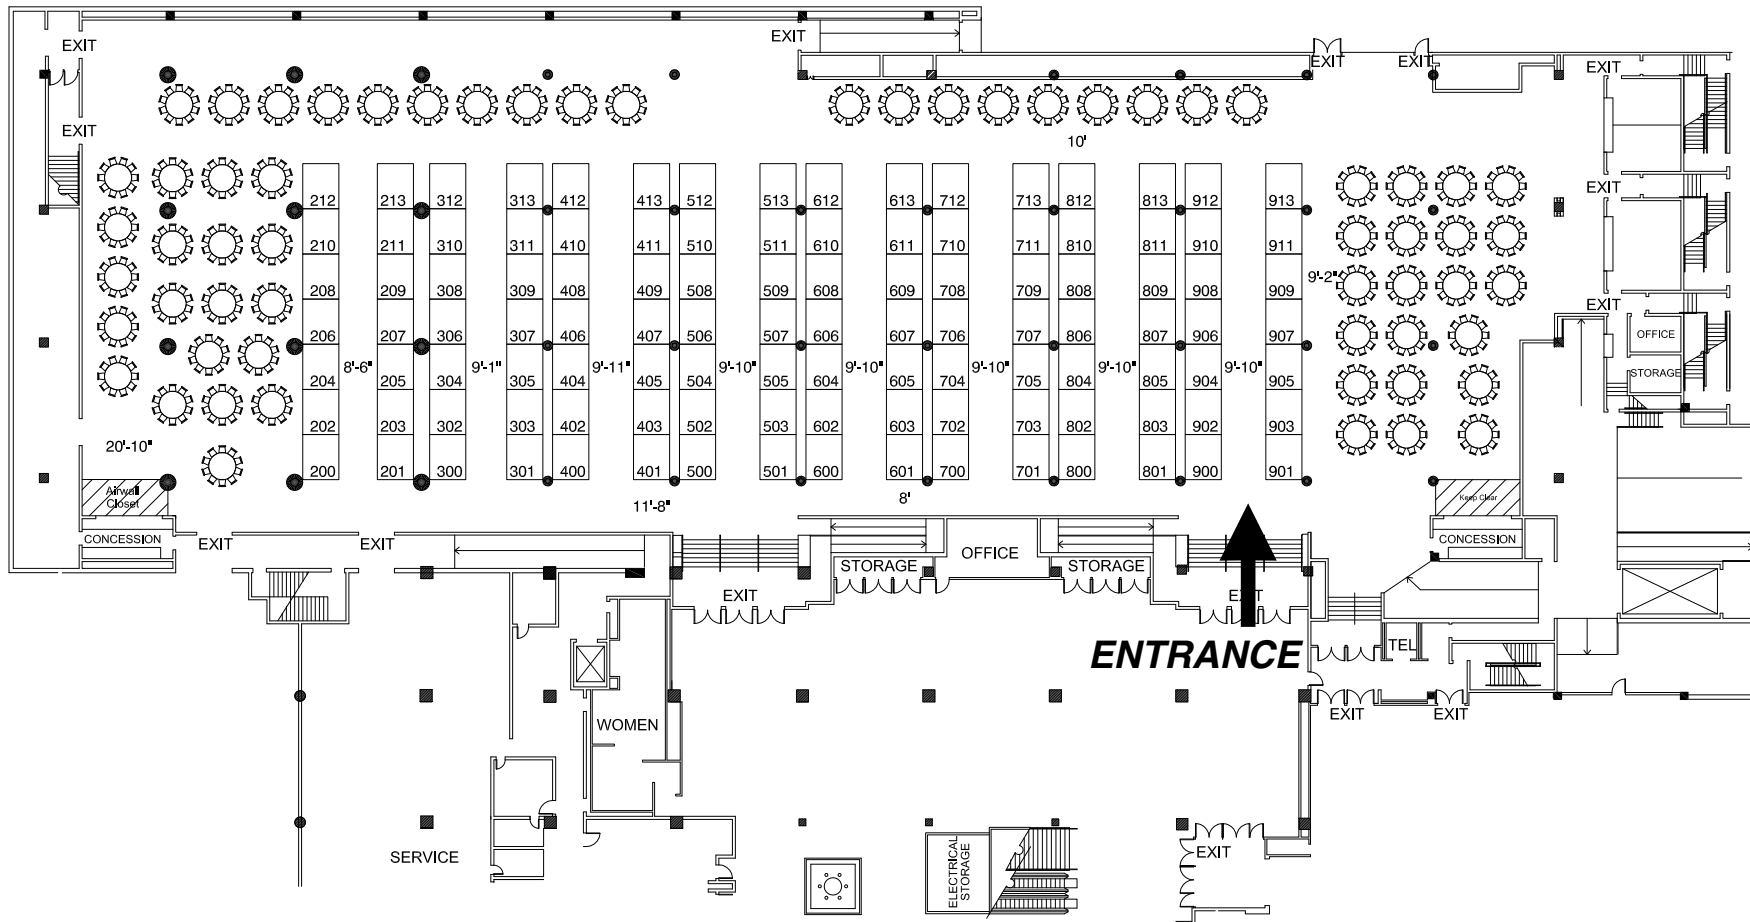 EXIT
EXIT
EXIT
EXIT
EXIT
EXIT
10'
212 213 312 313 412 413 512 513 612 613 712 713 812 813 912 913
EXIT
210 211 310 311 410 411 510 511 610 611 710 711 810 811 910 911
9'-2"
208 209 308 309 408 409 508 509 608 609 708 709 808 809 908 909
EXIT
206 207 306 307 406 407 506 507 606 607 706 707 806 807 906 907
OFFICE
8'-6" 9'-1" 9'-11" 9'-10" 9'-10" 9'-10" 9'-10" 9'-10"
STORAGE
204 205 304 305 404 405 504 505 604 605 704 705 804 805 904 905
202 203 302 303 402 403 502 503 602 603 702 703 802 803 902 903
20'-10"
200 201 300 301 400 401 500 501 600 601 700 701 800 801 900 901
Airwall
Closet
11'-8"
8'
Keep Clear
CONCESSION
EXIT
EXIT
OFFICE
CONCESSION
STORAGE
STORAGE
EXIT
EXIT
ENTRANCE
TEL
EXIT
EXIT
WOMEN
SERVICE
ELECTRICAL
STORAGE
EXIT